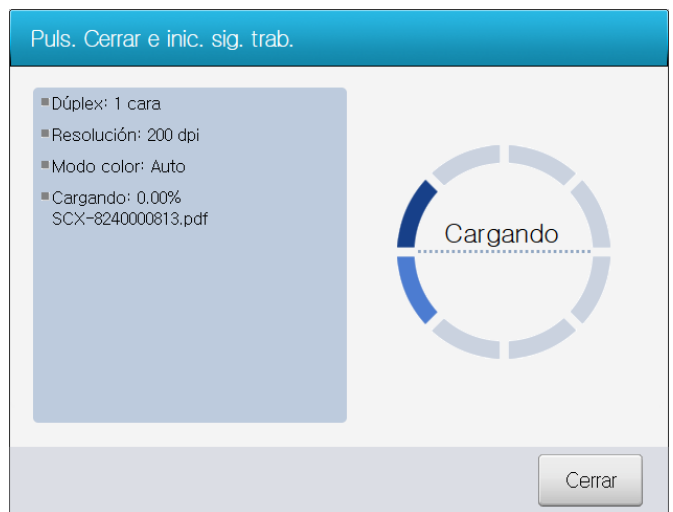 Puls. Cerrar e inic. sig. trab.
Dúplex: 1 cara
Resolución: 200 dpi
Modo color: Auto
Cargando: 0.00%
SCX-8240000813.pdf
Cargando
Cerrar